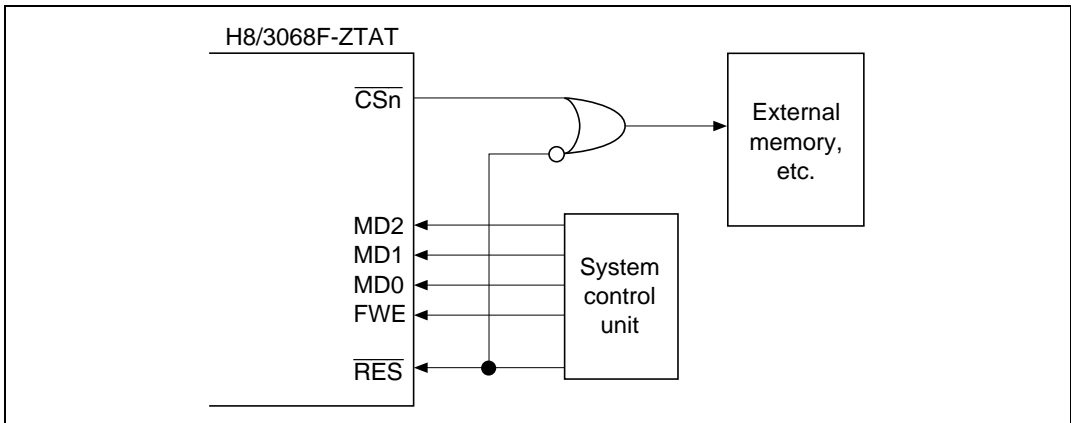 H8/3068F-ZTAT
CSn
External
memory,
etc.
MD2
MD1
MD0
FWE
RES
System
control
unit